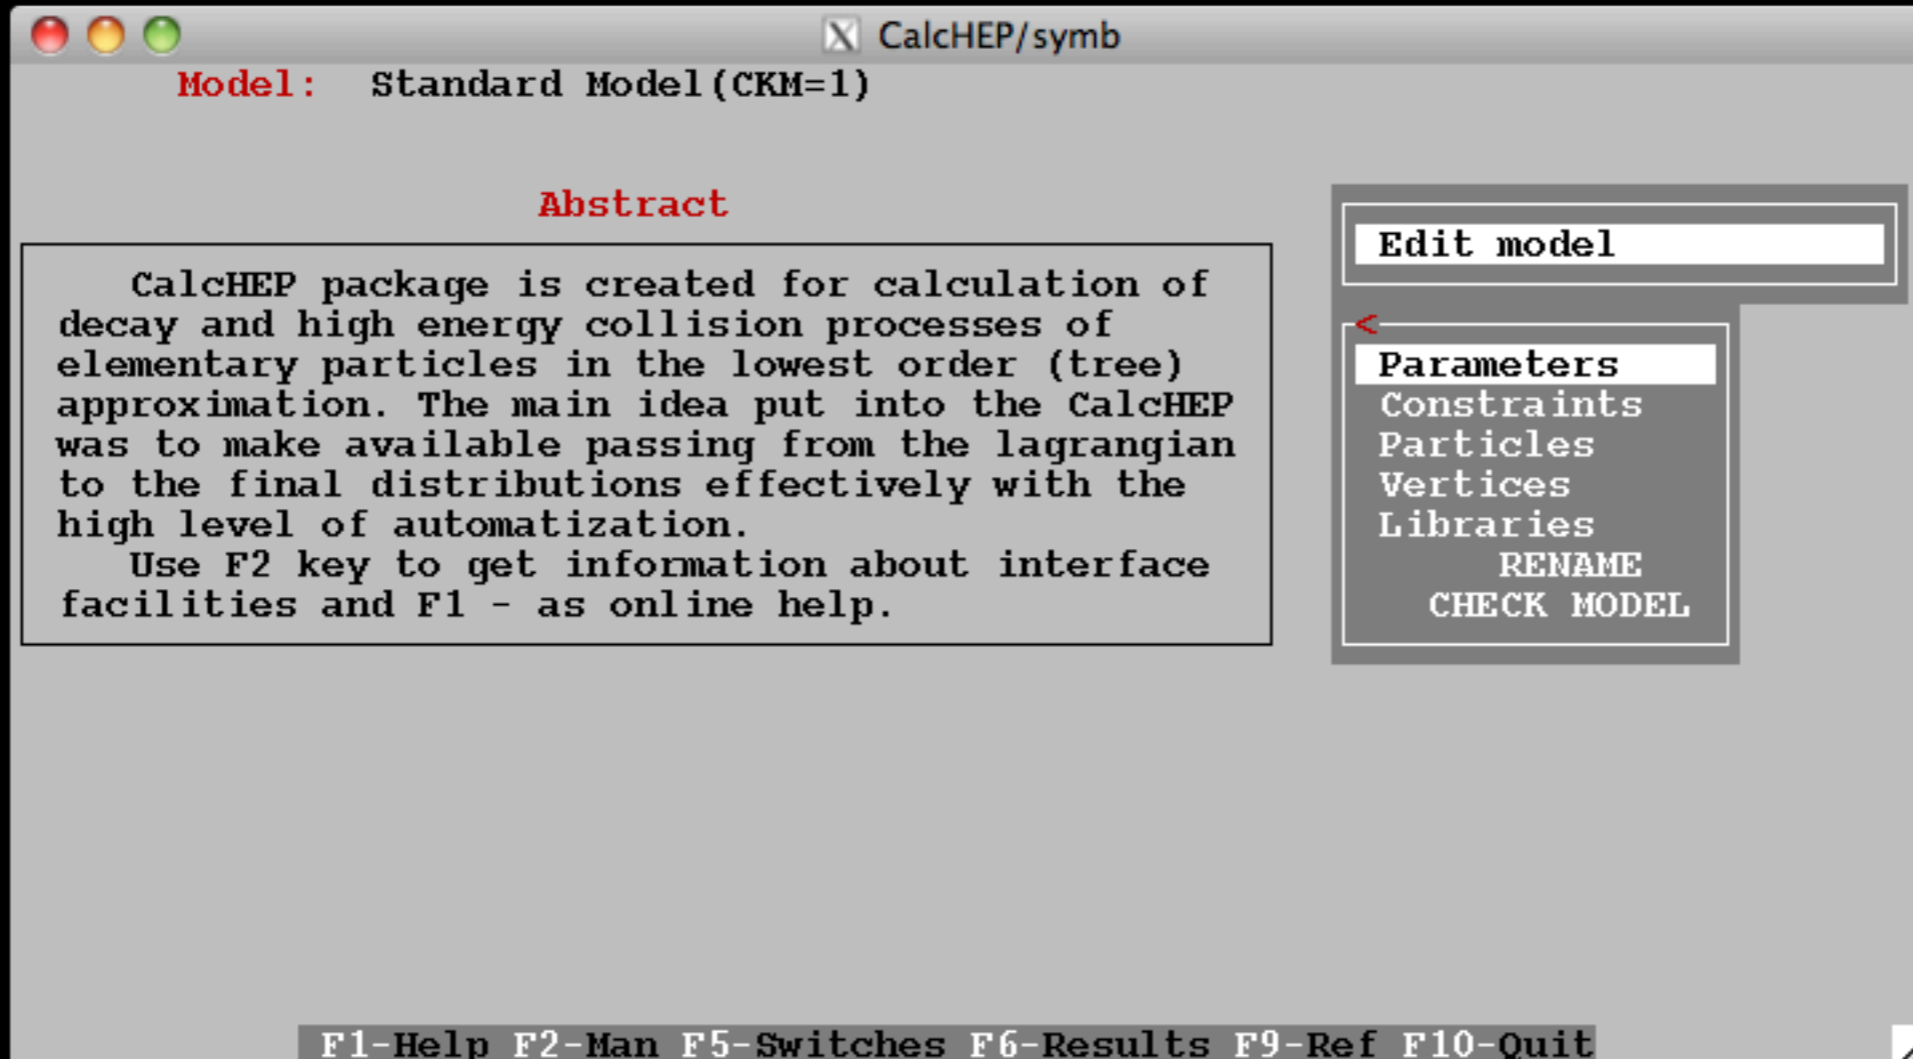 CalcHEP/symb
Model: Standard Model(CKM=1)
Abstract
CalcHEP package is created for calculation of
decay and high energy collision processes of
elementary particles in the lowest order (tree)
approximation. The main idea put into the CalcHEP
was to make available passing from the lagrangian
to the final distributions effectively with the
high level of automatization.
Use F2 key to get information about interface
facilities and F1 - as online help.
Edit model
<
Parameters
Constraints
Particles
Vertices
Libraries
RENAME
CHECK MODEL
F1-Help F2-Man F5-Switches F6-Results F9-Ref F10-Quit